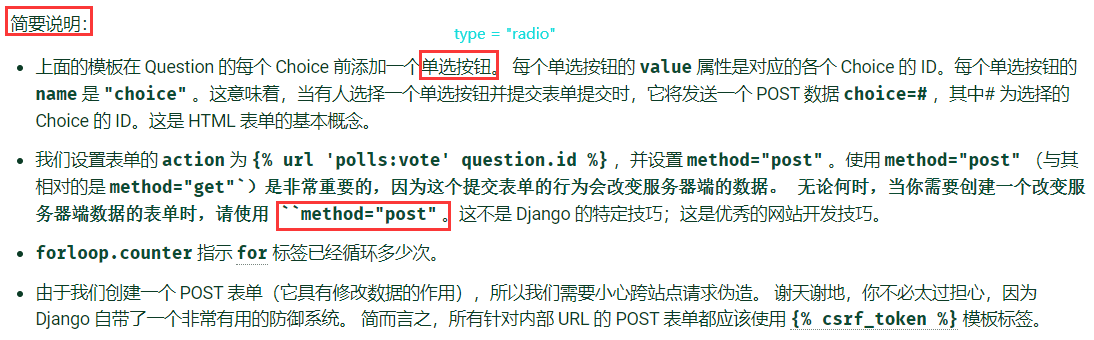 简要说明：
type = "radio"
上面的模板在 Question 的每个 Choice 前添加一个单选按钮。 每个单选按钮的 value 属性是对应的各个 Choice 的 ID。每个单选按钮的
name 是 "choice" 。这意味着，当有人选择一个单选按钮并提交表单提交时，它将发送一个 POST 数据 choice=# ，其中# 为选择的
Choice 的 ID。这是 HTML 表单的基本概念。
我们设置表单的 action 为 {% url 'polls:vote' question.id %} ，并设置 method="post" 。使用 method="post" （与其
相对的是 method="get"`）是非常重要的，因为这个提交表单的行为会改变服务器端的数据。 无论何时，当你需要创建一个改变服
务器端数据的表单时，请使用 ``method="post" 。这不是 Django 的特定技巧；这是优秀的网站开发技巧。
forloop.counter 指示 for 标签已经循环多少次。
由于我们创建一个 POST 表单（它具有修改数据的作用），所以我们需要小心跨站点请求伪造。 谢天谢地，你不必太过担心，因为
Django 自带了一个非常有用的防御系统。 简而言之，所有针对内部 URL 的 POST 表单都应该使用 {% csrf_token %} 模板标签。